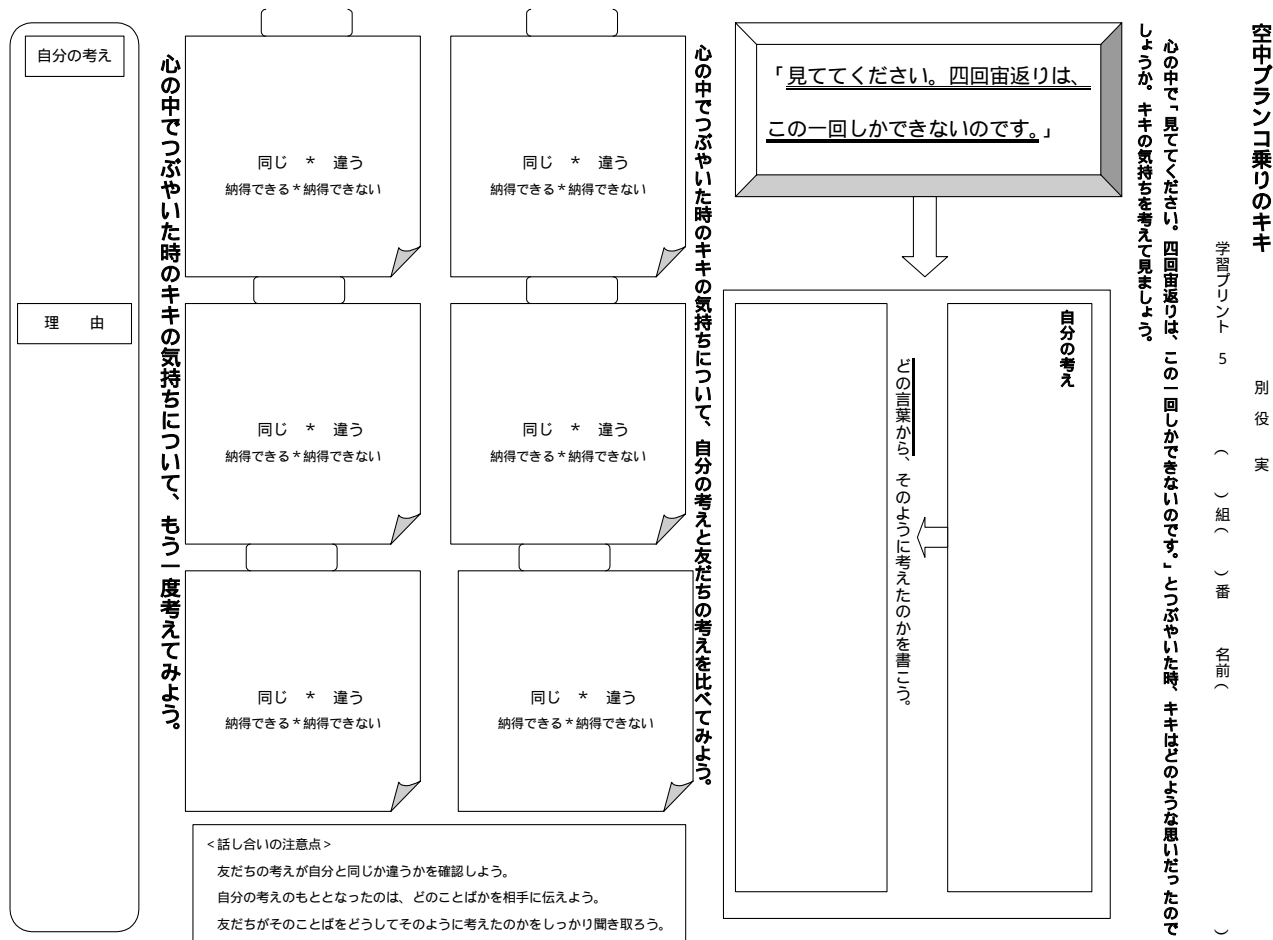 空中ブランコ乗りのキキ
別 役 実
学習プリント 5 ( )組( )番 名前( )
心の中で「見ててください。四回宙返りは、この一回しかできないのです。」とつぶやいた時、キキはどのような思いだったので
しょうか。キキの気持ちを考えて見ましょう。
「見ててください。四回宙返りは、
この一回しかできないのです。」
自分の考え
どの言葉から、そのように考えたのかを書こう。
心の中でつぶやいた時のキキの気持ちについて、自分の考えと友だちの考えを比べてみよう。
同じ * 違う
納得できる*納得できない
同じ * 違う
納得できる*納得できない
同じ * 違う
納得できる*納得できない
同じ * 違う
納得できる*納得できない
同じ * 違う
納得できる*納得できない
同じ * 違う
納得できる*納得できない
<話し合いの注意点>
友だちの考えが自分と同じか違うかを確認しよう。
自分の考えのもととなったのは、どのことばかを相手に伝えよう。
友だちがそのことばをどうしてそのように考えたのかをしっかり聞き取ろう。
心の中でつぶやいた時のキキの気持ちについて、もう一度考えてみよう。
自分の考え
理 由